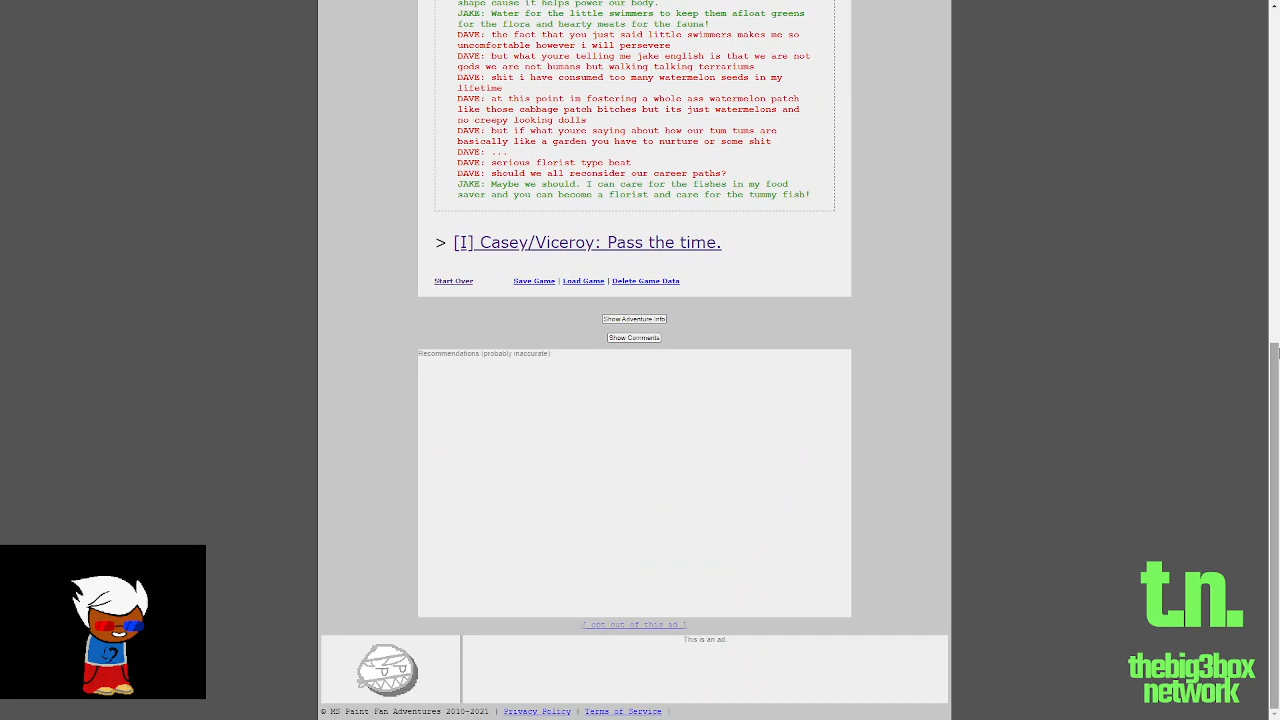 shape cause it helps power our body.
JAKE: Water for the little swimmers to keep them afloat greens
for the flora and hearty meats for the fauna!
DAVE: the fact that you just said little swimmers makes me so
uncomfortable however i will persevere
DAVE: but what youre telling me jake english is that we are not
gods we are not humans but walking talking terrariums
DAVE: shit i have consumed too many watermelon seeds in my
lifetime
DAVE: at this point im fostering a whole ass watermelon patch
like those cabbage patch bitches but its just watermelons and
no creepy looking dolls
DAVE: but if what youre saying about how our tum tums are
basically like a garden you have to nurture or some shit
DAVE: ...
DAVE: serious florist type beat
DAVE: should we all reconsider our career paths?
JAKE: Maybe we should. I can care for the fishes in my food
saver and you can become a florist and care for the tummy fish!
> [I] Casey/Viceroy: Pass the time.
Start Over Save Game | Load Game | Delete Game Data
Show Adventure Info
Show Comments
Recommendations (probably inaccurate):
[ opt out of this ad ]
This is an ad.
© MS Paint Fan Adventures 2010-2021 | Privacy Policy | Terms of Service |
t.n.
thebig3box
network